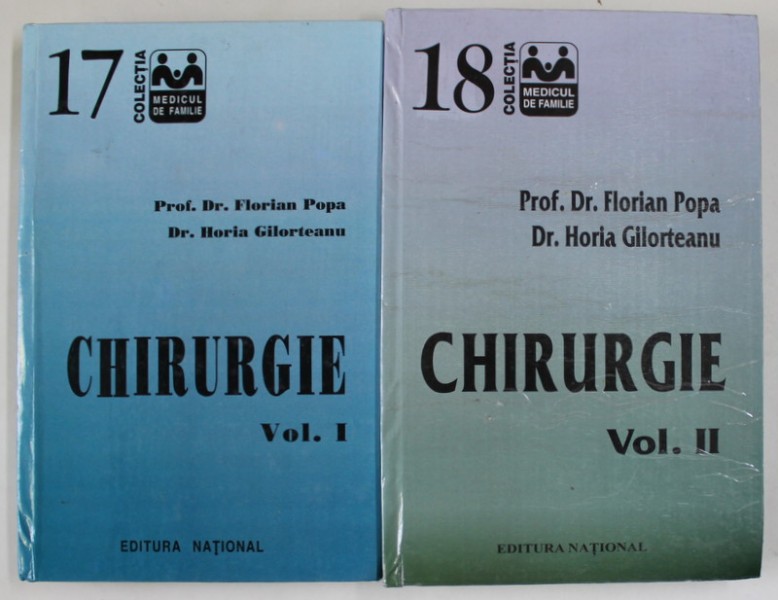 17
COLECȚIA
MEDICUL
DE FAMILIE
Prof. Dr. Florian Popa
Dr. Horia Gilorteanu
CHIRURGIE
Vol. I
EDITURA NAȚIONAL
18
COLECȚIA
MEDICUL
DE FAMILIE
Prof. Dr. Florian Popa
Dr. Horia Gilorteanu
CHIRURGIE
Vol. II
EDITURA NAȚIONAL